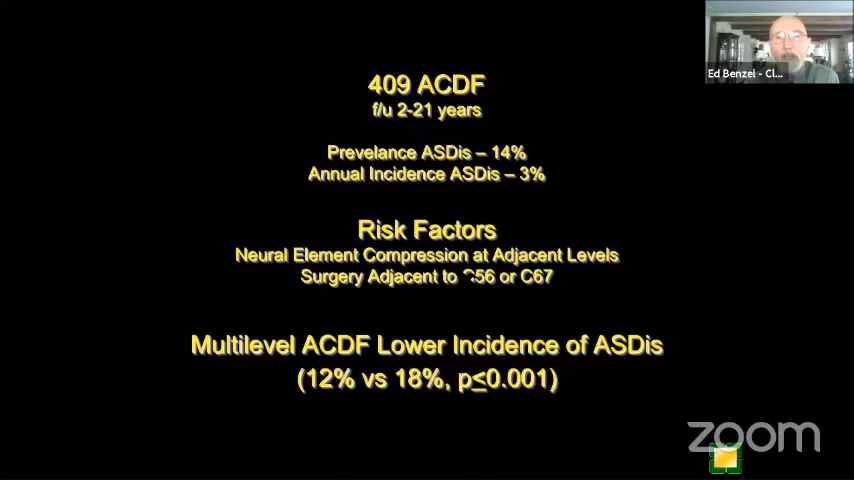 Ed Benzel - Cl...
409 ACDF
f/u 2-21 years
Prevelance ASDis – 14%
Annual Incidence ASDis – 3%
Risk Factors
Neural Element Compression at Adjacent Levels
Surgery Adjacent to C56 or C67
Multilevel ACDF Lower Incidence of ASDis
(12% vs 18%, p≤0.001)
zoom